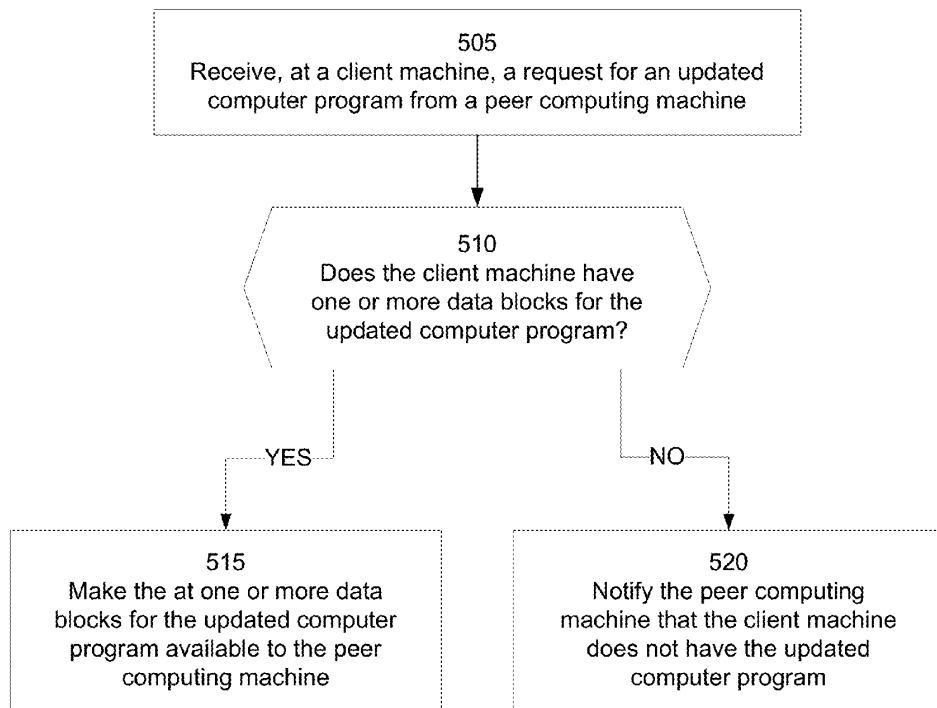 505
Receive, at a client machine, a request for an updated
computer program from a peer computing machine
510
Does the client machine have
one or more data blocks for the
updated computer program?
YES
NO
515
Make the at one or more data
blocks for the updated computer
program available to the peer
computing machine
520
Notify the peer computing
machine that the client machine
does not have the updated
computer program